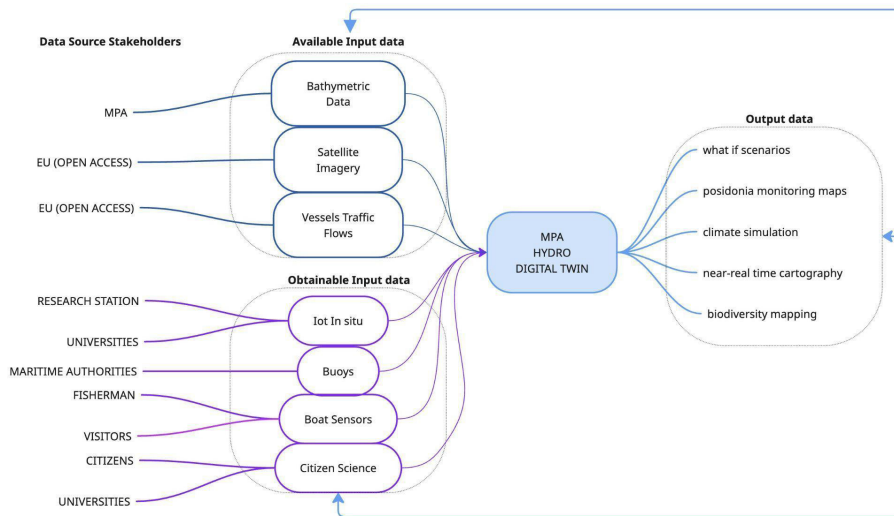 Data Source Stakeholders
Available Input data
Bathymetric
Data
MPA
Satellite
Imagery
EU (OPEN ACCESS)
Vessels Traffic
Flows
EU (OPEN ACCESS)
Obtainable Input data
RESEARCH STATION
Iot In situ
UNIVERSITIES
MARITIME AUTHORITIES
Buoys
FISHERMAN
Boat Sensors
VISITORS
CITIZENS
Citizen Science
UNIVERSITIES
MPA
HYDRO
DIGITAL TWIN
Output data
what if scenarios
posidonia monitoring maps
climate simulation
near-real time cartography
biodiversity mapping